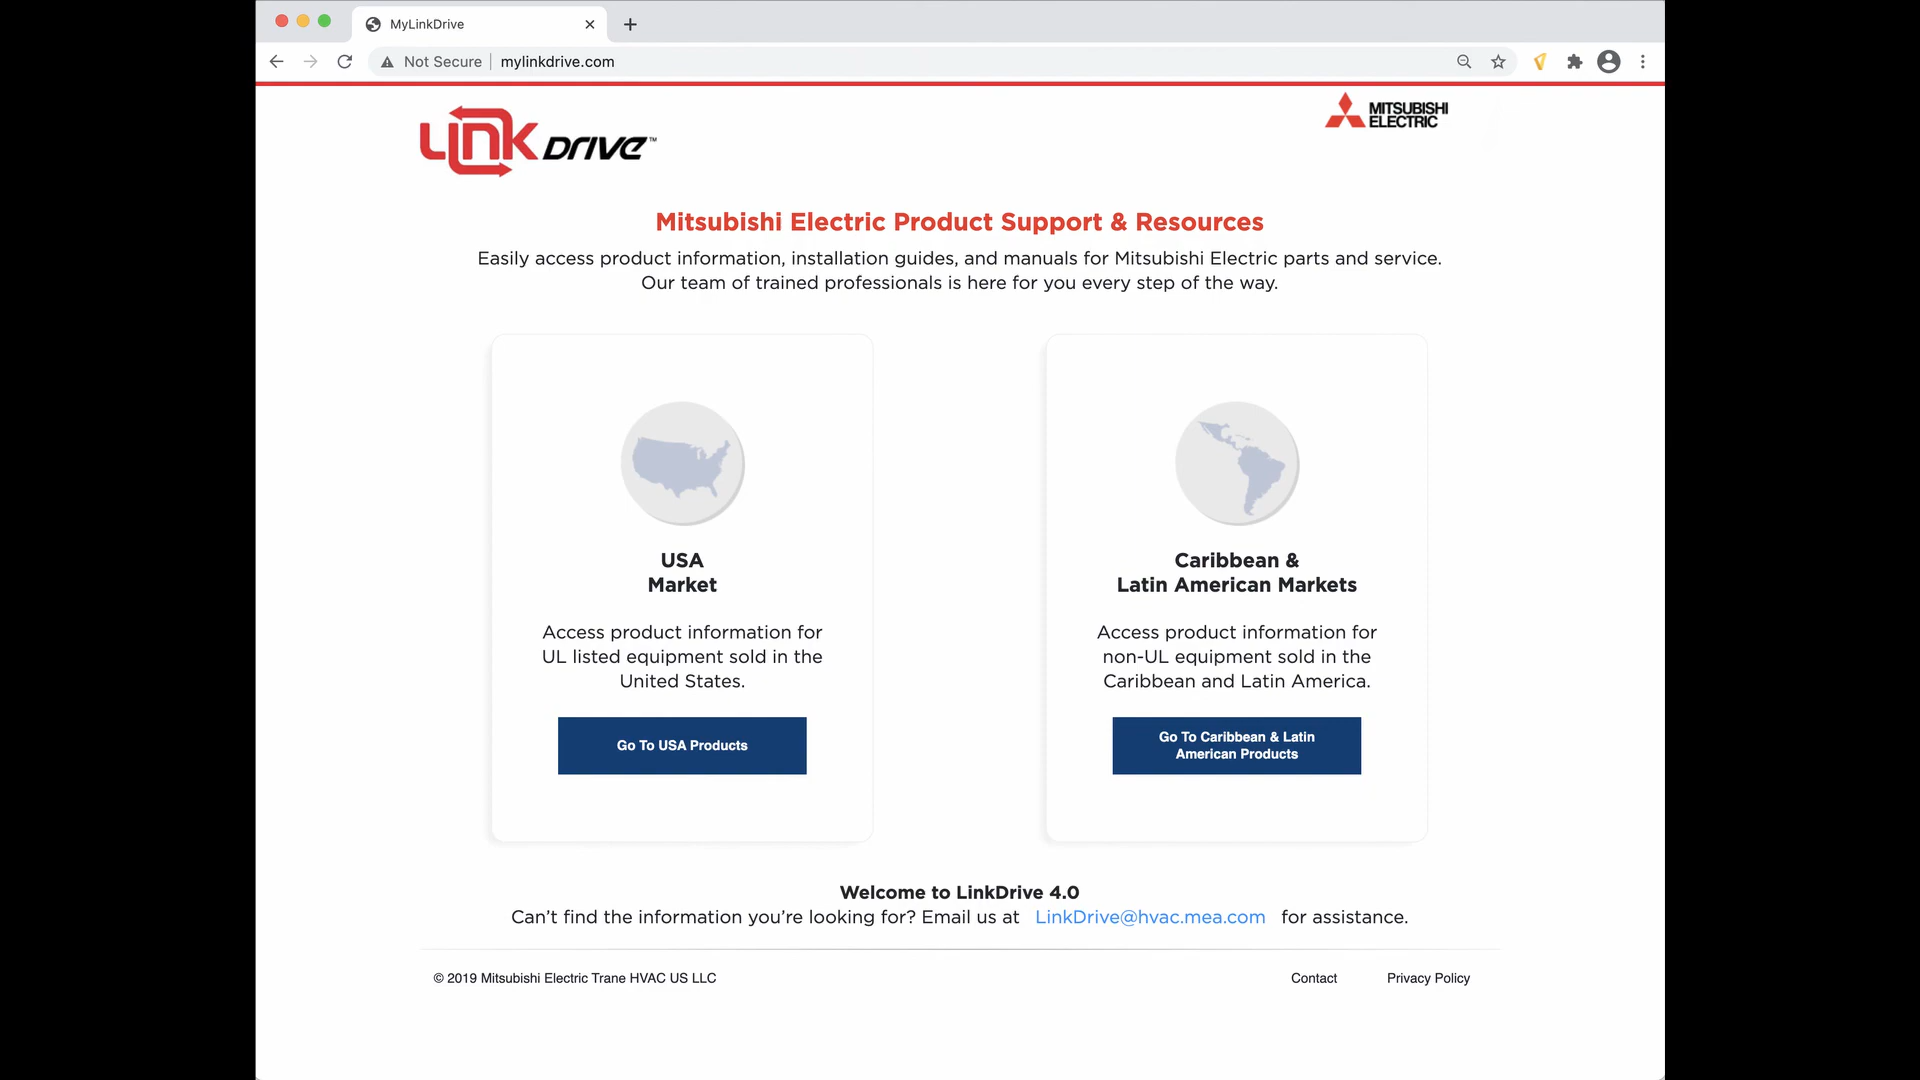 MyLinkDrive
Not Secure mylinkdrive.com
LINK DRIVE™
MITSUBISHI
ELECTRIC
Mitsubishi Electric Product Support & Resources
Easily access product information, installation guides, and manuals for Mitsubishi Electric parts and service.
Our team of trained professionals is here for you every step of the way.
USA
Market
Access product information for
UL listed equipment sold in the
United States.
Go To USA Products
Caribbean &
Latin American Markets
Access product information for
non-UL equipment sold in the
Caribbean and Latin America.
Go To Caribbean & Latin
American Products
Welcome to LinkDrive 4.0
Can’t find the information you’re looking for? Email us at LinkDrive@hvac.mea.com for assistance.
© 2019 Mitsubishi Electric Trane HVAC US LLC
Contact Privacy Policy